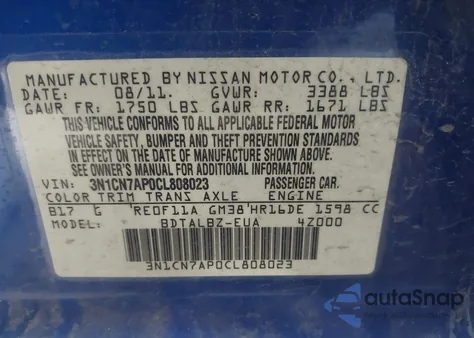 MANUFACTURED BY NISSAN MOTOR CO., LTD.
DATE: 08/11. GVWR: 3388 LBS
GAWR FR: 1750 LBS GAWR RR: 1671 LBS
THIS VEHICLE CONFORMS TO ALL APPLICABLE FEDERAL MOTOR
VEHICLE SAFETY, BUMPER, AND THEFT PREVENTION STANDARDS
IN EFFECT ON THE DATE OF MANUFACTURE SHOWN ABOVE.
SEE OWNER'S MANUAL FOR ADDITIONAL INFORMATION
VIN: 3N1CN7AP0CL808023 PASSENGER CAR.
COLOR TRIM TRANS AXLE ENGINE
B17 G RE0F11A GM38 HR16DE 1598 CC
BDTALBZ-EUA 4Z000
3N1CN7AP0CL808023
autoSnap